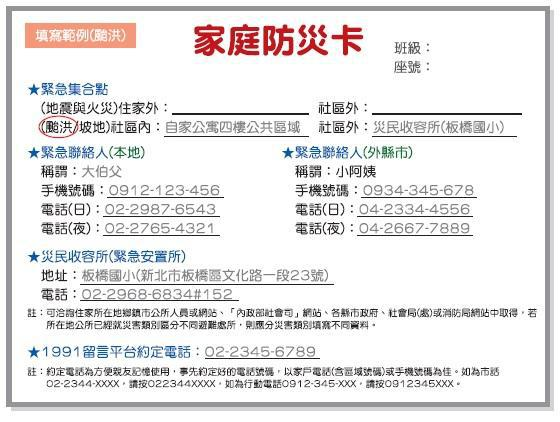 填寫範例(颱洪)
家庭防災卡
班級：
座號：
★緊急集合點
(地震與火災)住家外： 社區外：
(颱洪/坡地)社區內：自家公寓四樓公共區域 社區外：災民收容所(板橋國小)
★緊急聯絡人(本地) ★緊急聯絡人(外縣市)
稱謂：大伯父 稱謂：小阿姨
手機號碼：0912-123-456 手機號碼：0934-345-678
電話(日)：02-2987-6543 電話(日)：04-2334-4556
電話(夜)：02-2765-4321 電話(夜)：04-2667-7889
★災民收容所(緊急安置所)
地址：板橋國小(新北市板橋區文化路一段23號)
電話：02-2968-6834#152
註：可洽詢住家所在地鄉鎮市公所人員或網站、「內政部社會司」網站、各縣市政府、社會局(處)或消防局網站中取得，若
所在地公所已經就災害類別區分不同避難處所，則應分災害類別填寫不同資料。
★1991留言平台約定電話：02-2345-6789
註：約定電話為方便親友記憶使用，事先約定好的電話號碼，以家戶電話(含區域號碼)或手機號碼為佳。如為市話
02-2344-XXXX，請按022344XXXX，如為行動電話0912-345-XXX，請按0912345XXX。